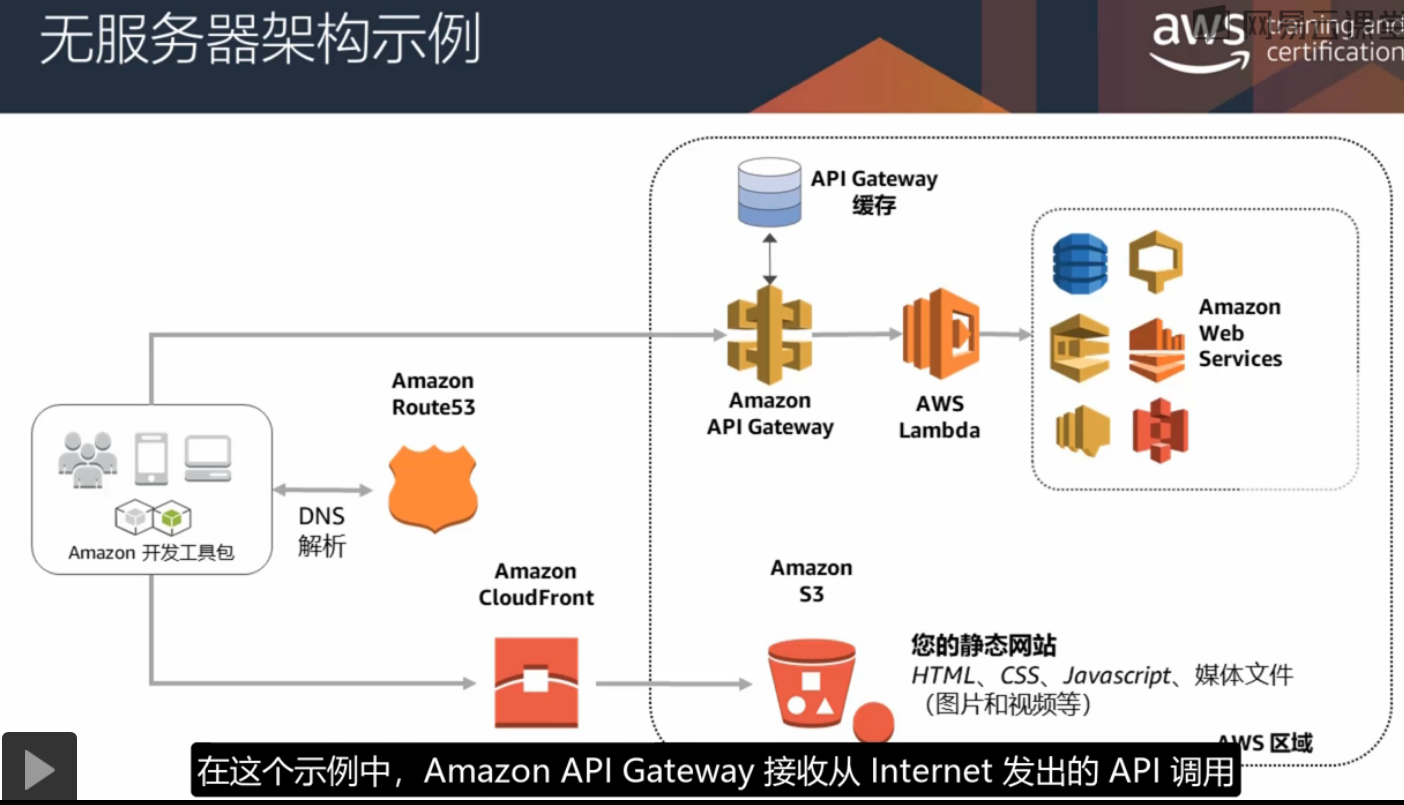 无服务器架构示例
aws training and
certification
网易云课堂
API Gateway
缓存
Amazon
Web
Services
Amazon
Route53
Amazon
API Gateway
AWS
Lambda
DNS
解析
Amazon 开发工具包
Amazon
CloudFront
Amazon
S3
您的静态网站
HTML、CSS、Javascript、媒体文件
（图片和视频等）
AWS 区域
在这个示例中，Amazon API Gateway 接收从 Internet 发出的 API 调用